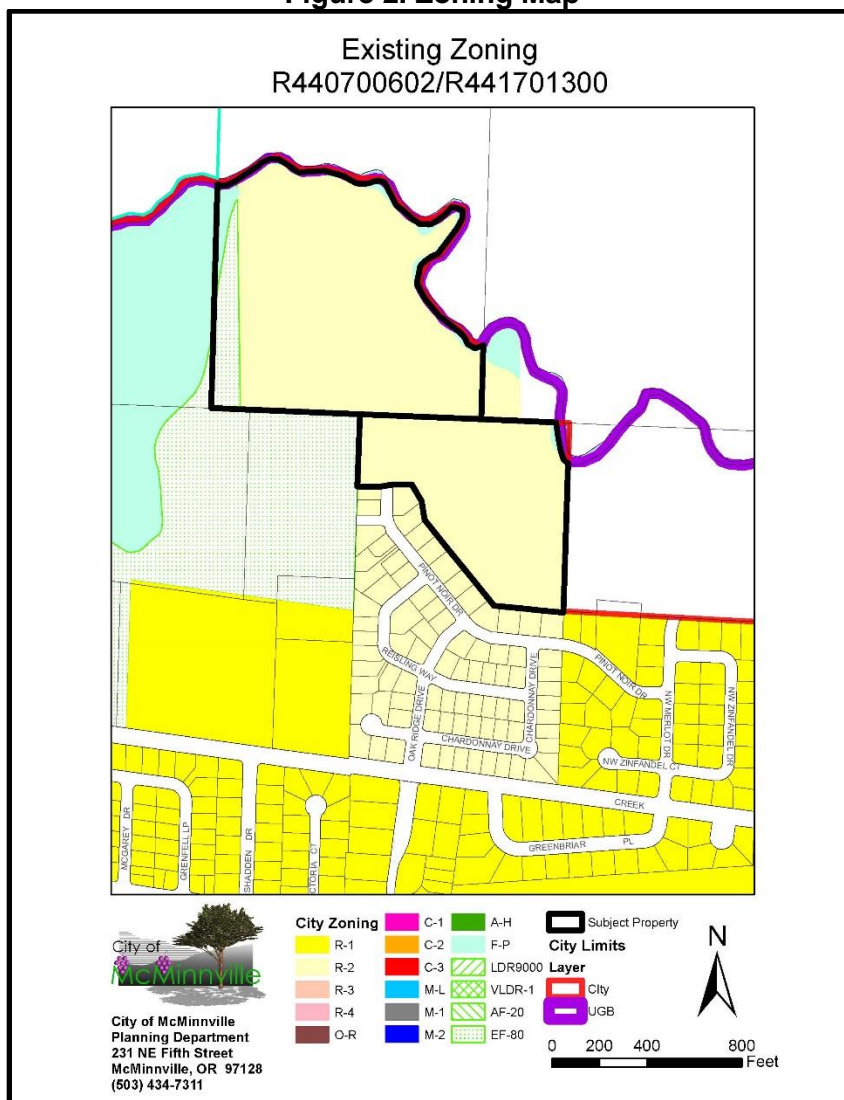 Figure 2. Zoning Map
Existing Zoning
R440700602/R441701300
PINOT NOIR DR
REISLING WAY
OAK RIDGE DRIVE
CHARDONNAY DRIVE
CHARDONNAY DRIVE
PINOT NOIR DR
NW MERLOT DR
NW ZINFANDEL DR
NW ZINFANDEL CT
CREEK
GREENBRIAR PL
MCGAREY DR
GRENFELL LP
SHADDEN DR
CTORIA CT
City of
McMinnville
City of McMinnville
Planning Department
231 NE Fifth Street
McMinnville, OR 97128
(503) 434-7311
City Zoning
R-1
R-2
R-3
R-4
O-R
C-1
C-2
C-3
M-L
M-1
M-2
A-H
F-P
LDR9000
VLDR-1
AF-20
EF-80
Subject Property
City Limits
Layer
CIty
UGB
N
0 200 400 800
Feet